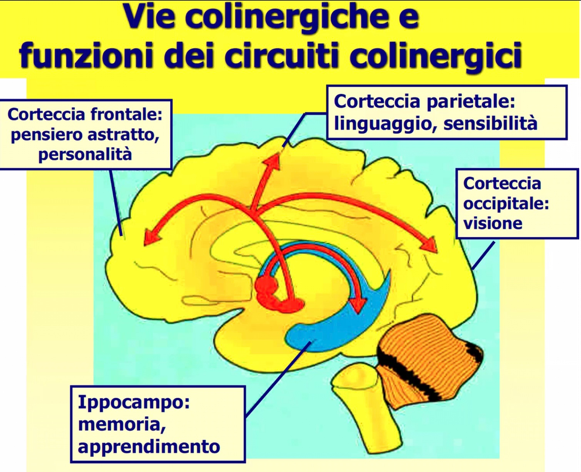 Vie colinergiche e
funzioni dei circuiti colinergici
Corteccia frontale:
pensiero astratto,
personalità
Corteccia parietale:
linguaggio, sensibilità
Corteccia
occipitale:
visione
Ippocampo:
memoria,
apprendimento